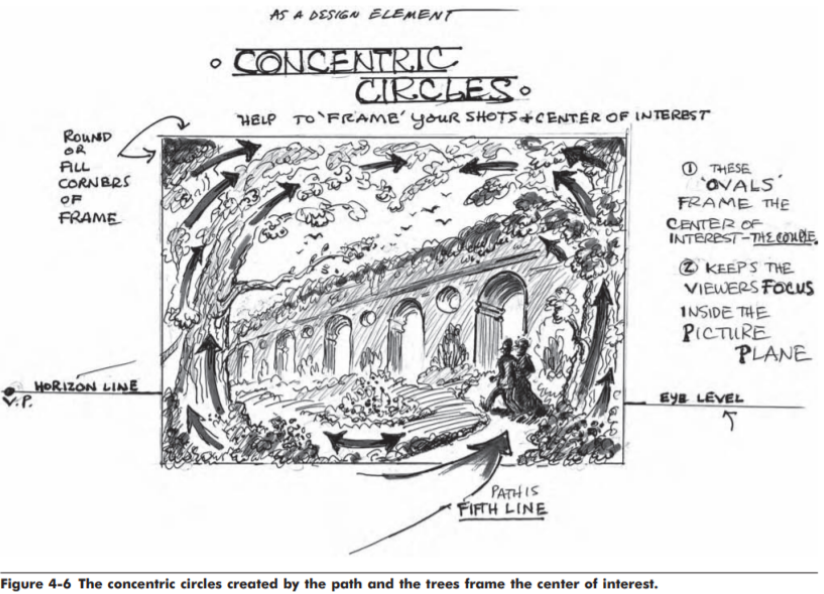 AS A DESIGN ELEMENT
CONCENTRIC
CIRCLES
HELP TO 'FRAME' YOUR SHOTS + CENTER OF INTEREST
ROUND
OR
FILL
CORNERS
OF
FRAME
① THESE
'OVALS'
FRAME THE
CENTER OF
INTEREST-THE COUPLE.
② KEEPS THE
VIEWERS FOCUS
INSIDE THE
PICTURE
PLANE
HORIZON LINE
V.P.
EYE LEVEL
PATH IS
FIFTH LINE
Figure 4-6 The concentric circles created by the path and the trees frame the center of interest.